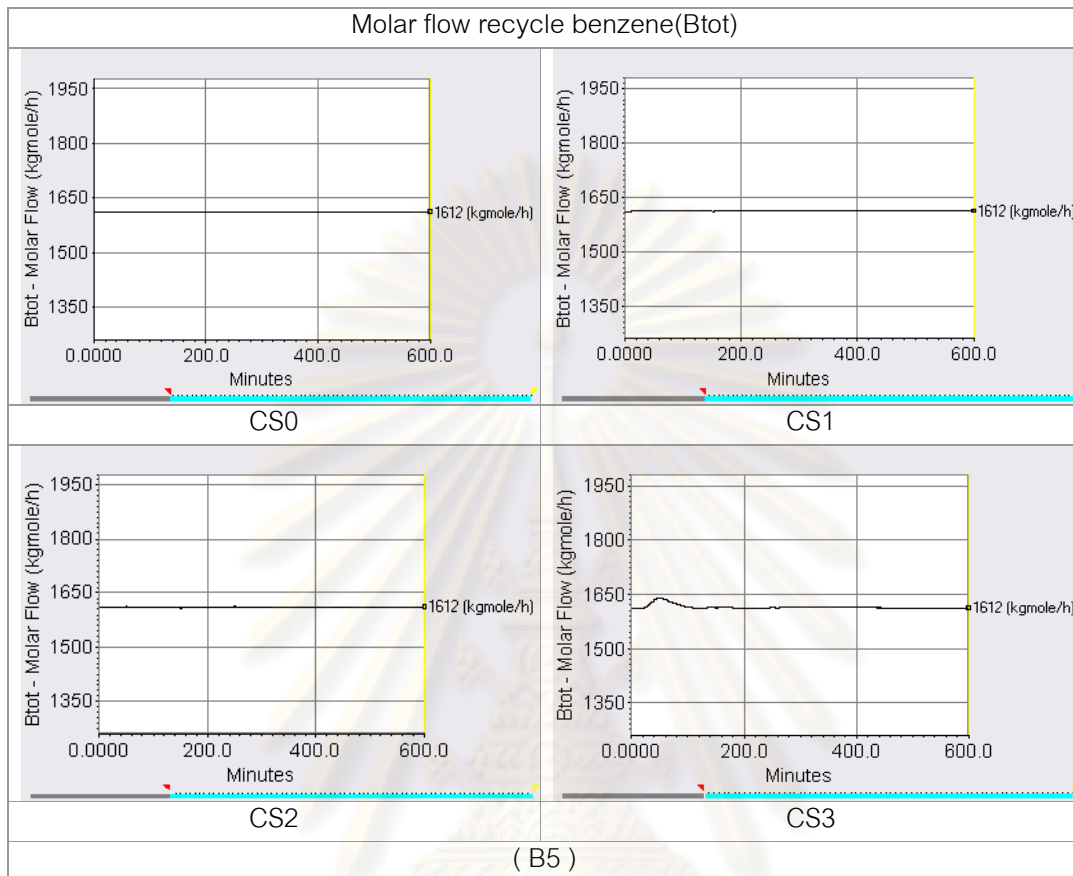 Molar flow recycle benzene(Btot)
Btot - Molar Flow (kgmole/h)
1950
1800
1650
1500
1350
1612 (kgmole/h)
0.0000 200.0 400.0 600.0
Minutes
CS0
Btot - Molar Flow (kgmole/h)
1950
1800
1650
1500
1350
1612 (kgmole/h)
0.0000 200.0 400.0 600.0
Minutes
CS1
Btot - Molar Flow (kgmole/h)
1950
1800
1650
1500
1350
1612 (kgmole/h)
0.0000 200.0 400.0 600.0
Minutes
CS2
Btot - Molar Flow (kgmole/h)
1950
1800
1650
1500
1350
1612 (kgmole/h)
0.0000 200.0 400.0 600.0
Minutes
CS3
( B5 )